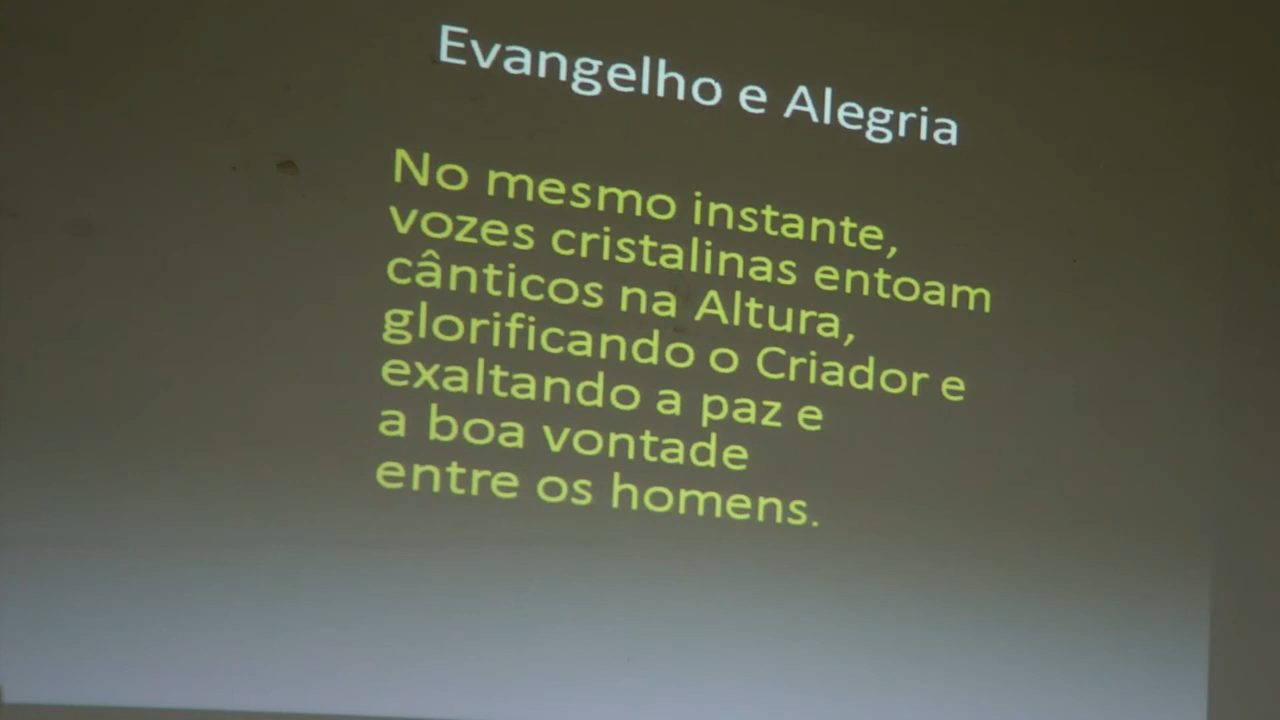 Evangelho e Alegria
No mesmo instante,
vozes cristalinas entoam
cânticos na Altura,
glorificando o Criador e
exaltando a paz e
a boa vontade
entre os homens.